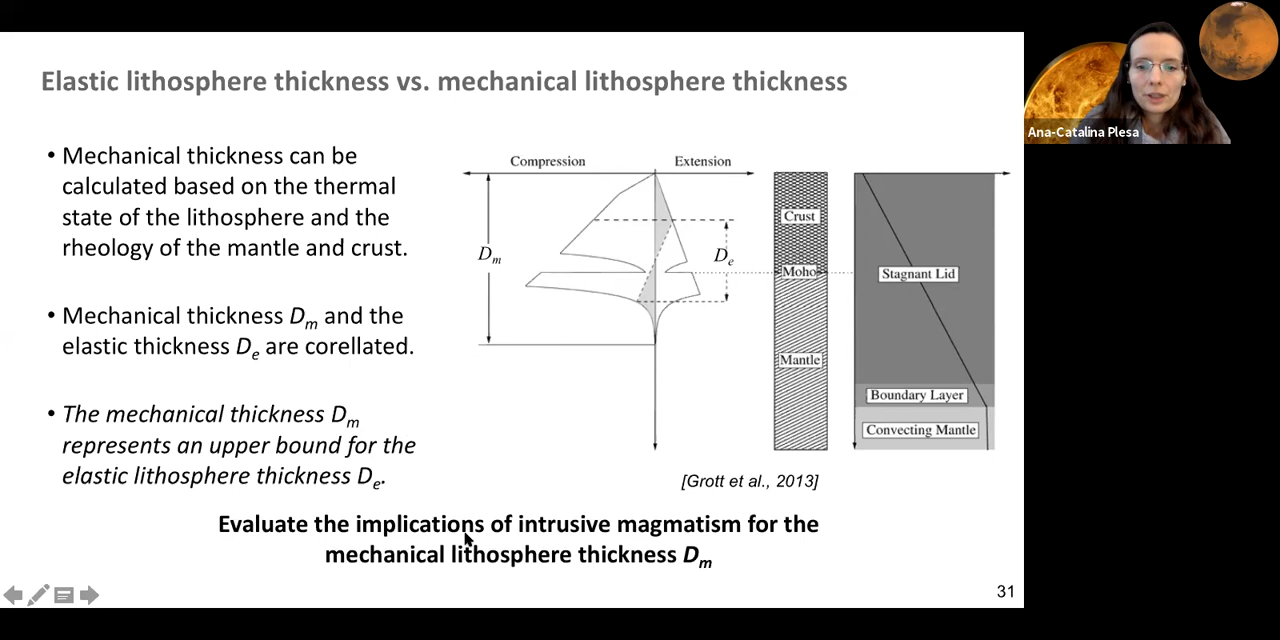 Elastic lithosphere thickness vs. mechanical lithosphere thickness
• Mechanical thickness can be
calculated based on the thermal
state of the lithosphere and the
rheology of the mantle and crust.
• Mechanical thickness Dm and the
elastic thickness De are corellated.
• The mechanical thickness Dm
represents an upper bound for the
elastic lithosphere thickness De.
Compression
Extension
Dm
De
Crust
Moho
Mantle
Stagnant Lid
Boundary Layer
Convecting Mantle
[Grott et al., 2013]
Evaluate the implications of intrusive magmatism for the
mechanical lithosphere thickness Dm
31
Ana-Catalina Plesa